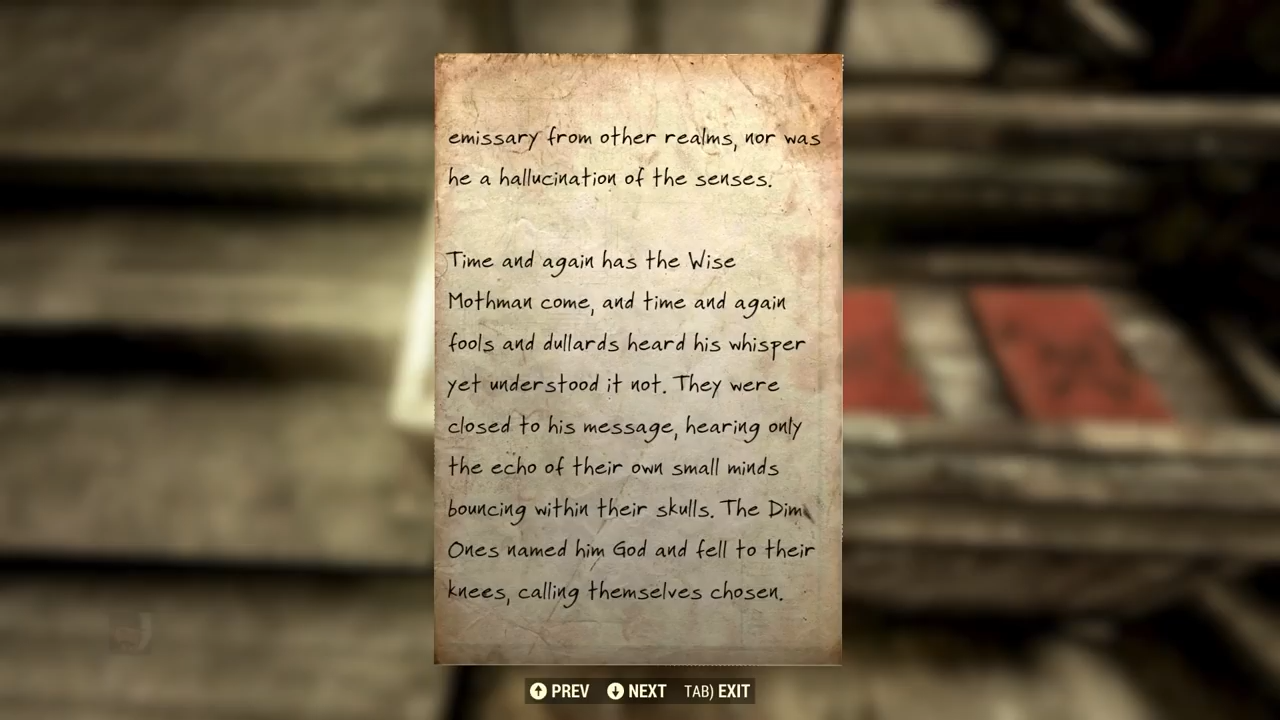 emissary from other realms, nor was
he a hallucination of the senses.
Time and again has the Wise
Mothman come, and time and again
fools and dullards heard his whisper
yet understood it not. They were
closed to his message, hearing only
the echo of their own small minds
bouncing within their skulls. The Dim
Ones named him God and fell to their
knees, calling themselves chosen.
PREV NEXT TAB) EXIT